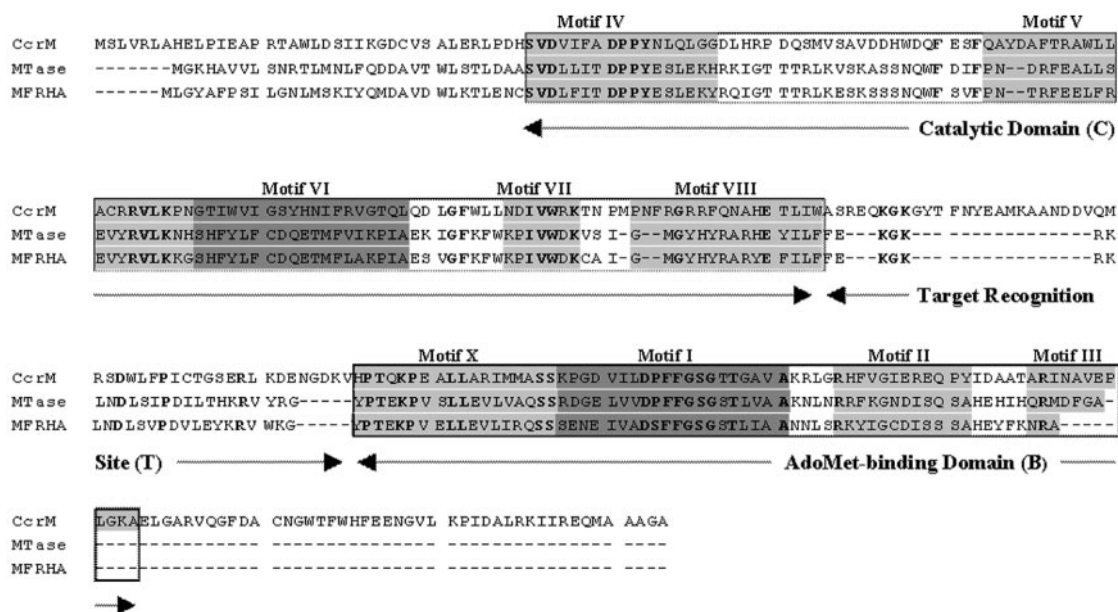 Motif IV Motif V
CcrM MSLVRLAHELPIEAP RTAWLDSIIKGDCVS ALERLPDHSVDVIFA DPPYNLQLGGDLHRP DQSMVSAVDDHWDQF ESFQAYDAFTRAWLL
MTase -------MGKHAVVL SNRTLMNLFQDDAVT WLSTLDAASVDLLIT DPPYESLEKHRKIGT TTRLKVSKASSNQWF DIFPN--DRFEALLS
MFRHA ------MLGYAFPSI LGNLMSKIYQMDAVD WLKTLENCSVDLFIT DPPYESLEKYRQIGT TTRLKESKSSSNQWF SVFPN--TRFEELFR
Catalytic Domain (C)
Motif VI Motif VII Motif VIII
CcrM ACRRVLKPNGTIWVI GSYHNIFRVGTQLQD LGFWLLNDIVWRKTN PMPNFRGRRFQNAHE TLIWASREQKGKGYT FNYEAMKAANDDVQM
MTase EVYRVLKNHSHFYLF CDQETMFVIKPIAEK IGFKFWKPIVWDKVS I-G--MGYHYRARHE YILFFE---KGK--- -------------RK
MFRHA EVYRVLKKGSHFYLF CDQETMFLAKPIAES VGFKFWKPIVWDKCA I-G--MGYHYRARYE FILFFE---KGK--- -------------RK
Target Recognition
Motif X Motif I Motif II Motif III
CcrM RSDWLFPICTGSERL KDENGDKVHPTQKPE ALLARIMMASSKPGD VILDPFFGSGTTGAV AKRLGRHFVGIEREQ PYIDAATARINAVEP
MTase LNDLSIPDILTHKRV YRG-----YPTEKPV SLLEVLVAQSSRDGE LVVDPFFGSGSTLVA AKNLNRRFKGNDISQ SAHEHIHQRMDFGA-
MFRHA LNDLSVPDVLEYKRV WKG-----YPTEKPV ELLEVLIRQSSSENE IVADSFFGSGSTLIA ANNLSRKYIGCDISS SAHEYFKNRA-----
Site (T) AdoMet-binding Domain (B)
CcrM LGKAELGARVQGFDA CNGWTFWHFEENGVL KPIDALRKIIREQMA AAGA
MTase --------------- --------------- --------------- ----
MFRHA --------------- --------------- --------------- ----